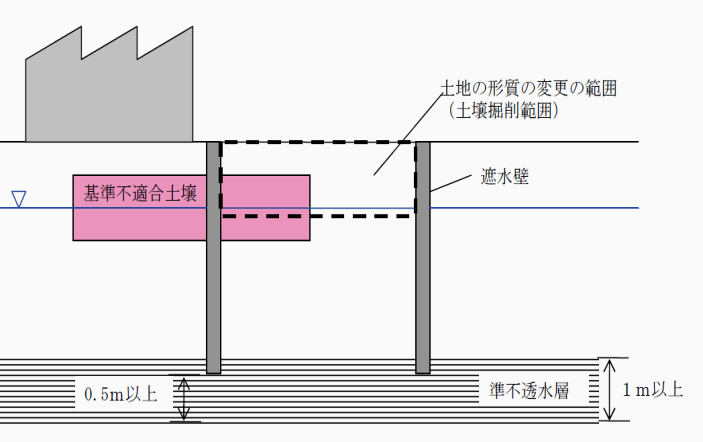 土地の形質の変更の範囲
（土壌掘削範囲）
遮水壁
基準不適合土壌
0.5m以上
準不透水層
1m以上